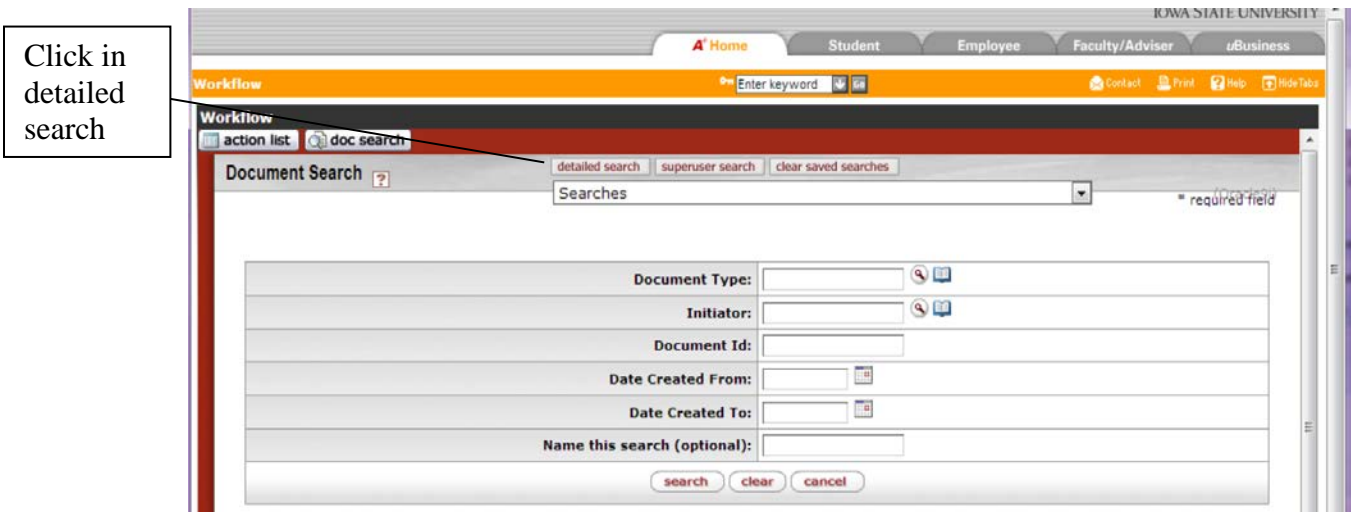 IOWA STATE UNIVERSITY
Click in
detailed
search
A+ Home Student Employee Faculty/Adviser uBusiness
Workflow Enter keyword Go Contact Print Help HideTabs
Workflow
action list doc search
Document Search ? detailed search superuser search clear saved searches
Searches
* required field
Document Type:
Initiator:
Document Id:
Date Created From:
Date Created To:
Name this search (optional):
search clear cancel